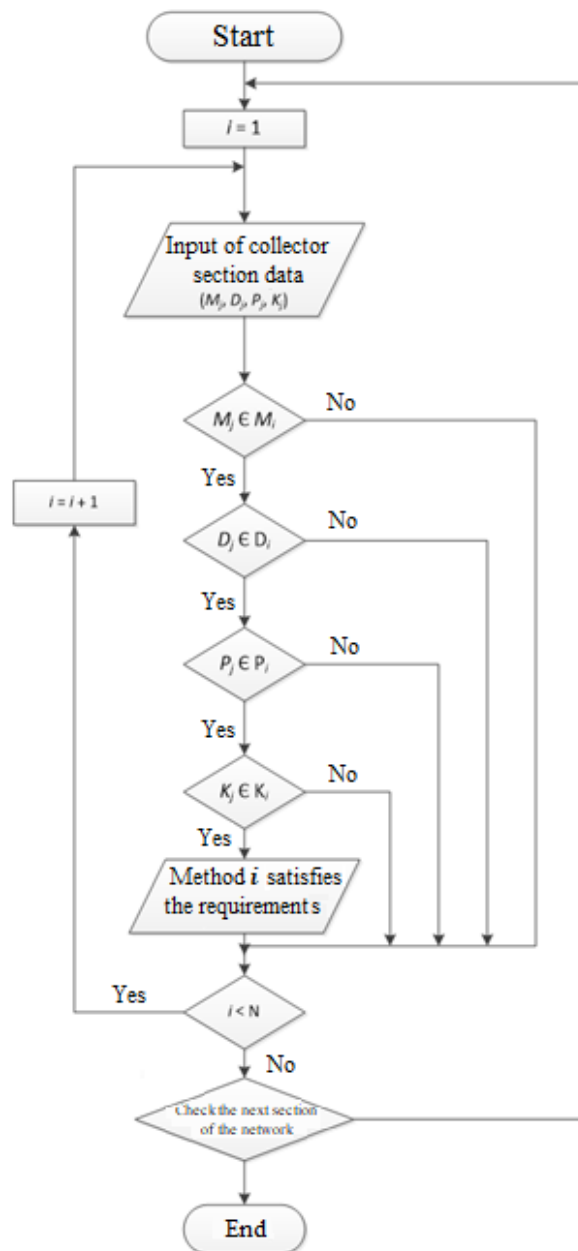 Start
i = 1
Input of collector
section data
(Mj, Dj, Pj, Kj)
Mj Є Mi
No
Yes
i = i + 1
Dj Є Di
No
Yes
Pj Є Pi
No
Yes
Kj Є Ki
No
Yes
Method i satisfies
the requirements
Yes
i < N
No
Check the next section
of the network
End